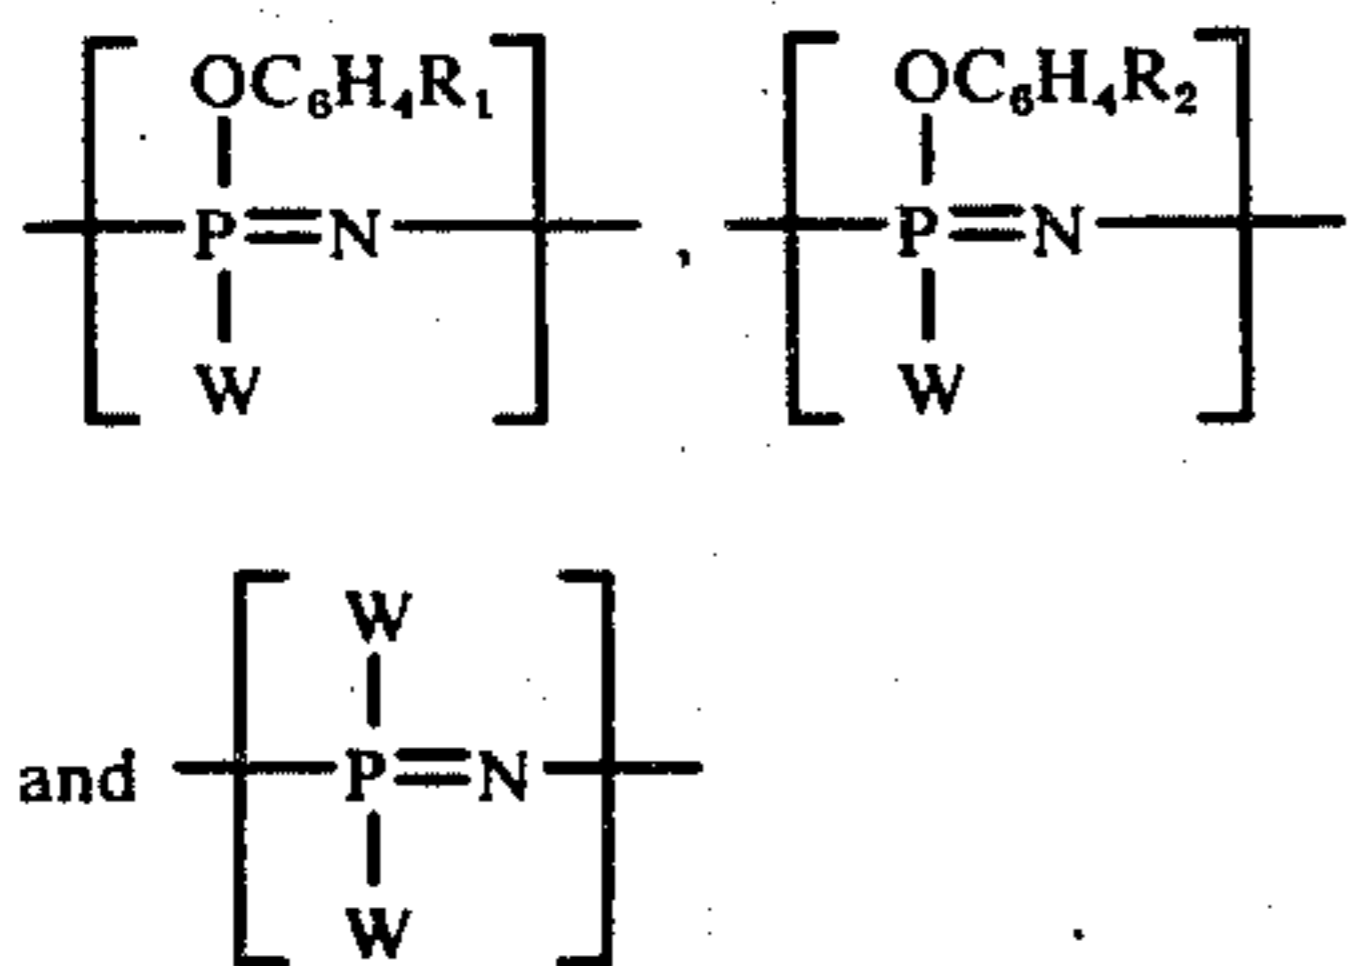 OC₆H₄R₁ OC₆H₄R₂
P=N , P=N
W W
W
and P=N
W